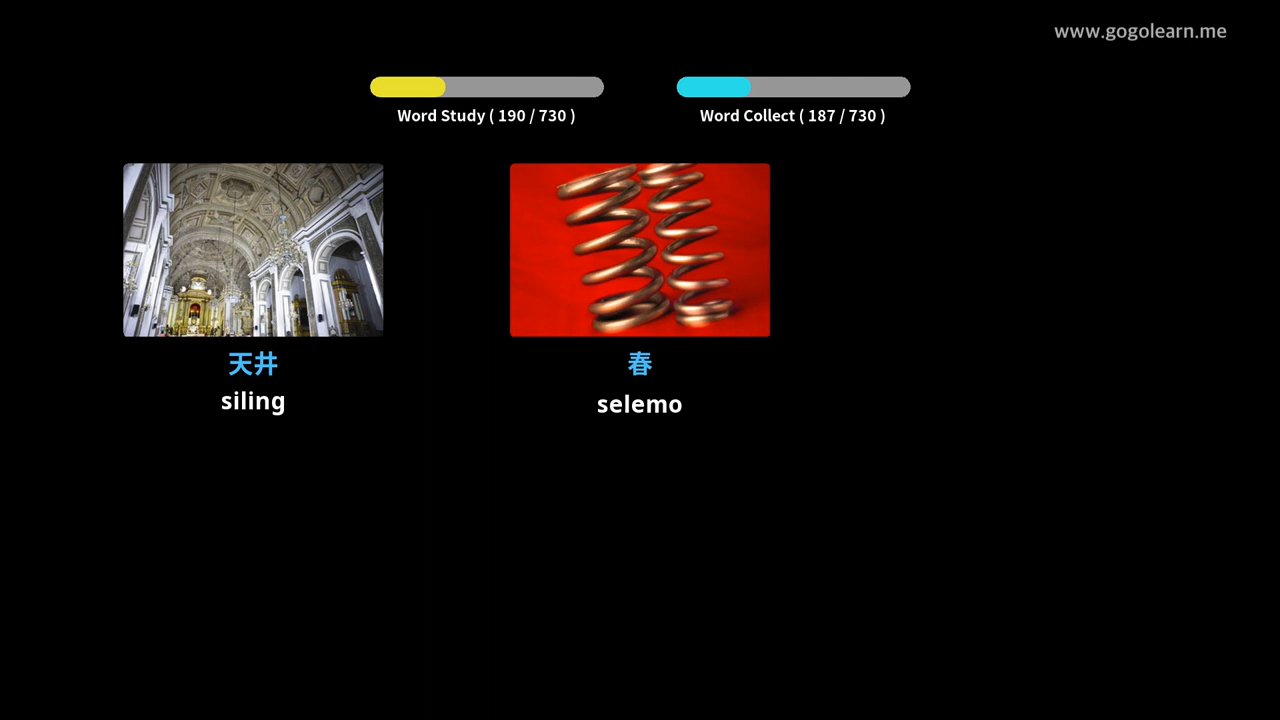 www.gogolearn.me
Word Study ( 190 / 730 )
Word Collect ( 187 / 730 )
天井
siling
春
selemo